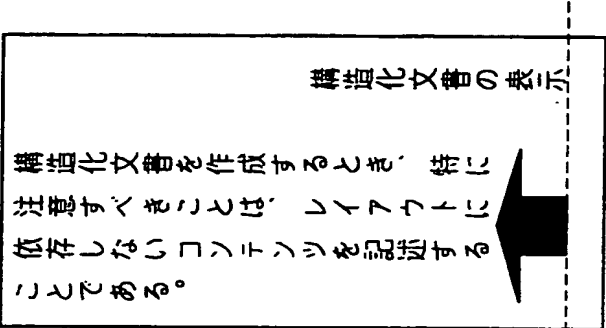 構造化文書の表示
構造化文書を作成するとき、特に
注意すべきことは、レイアウトに
依存しないコンテンツを記述する
ことである。